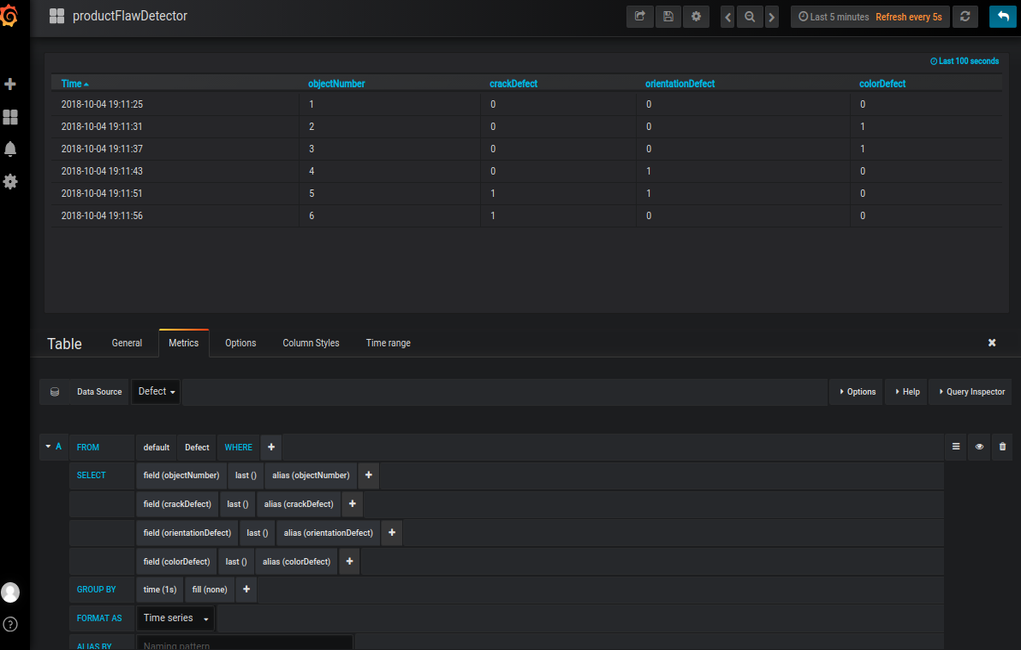 productFlawDetector
Last 5 minutes Refresh every 5s
Last 100 seconds
Time objectNumber crackDefect orientationDefect colorDefect
2018-10-04 19:11:25 1 0 0 0
2018-10-04 19:11:31 2 0 0 1
2018-10-04 19:11:37 3 0 0 1
2018-10-04 19:11:43 4 0 1 0
2018-10-04 19:11:51 5 1 1 0
2018-10-04 19:11:56 6 1 0 0
Table General Metrics Options Column Styles Time range
Data Source Defect Options Help Query Inspector
A FROM default Defect WHERE +
SELECT field (objectNumber) last () alias (objectNumber) +
field (crackDefect) last () alias (crackDefect) +
field (orientationDefect) last () alias (orientationDefect) +
field (colorDefect) last () alias (colorDefect) +
GROUP BY time (1s) fill (none) +
FORMAT AS Time series
ALIAS BY Naming pattern